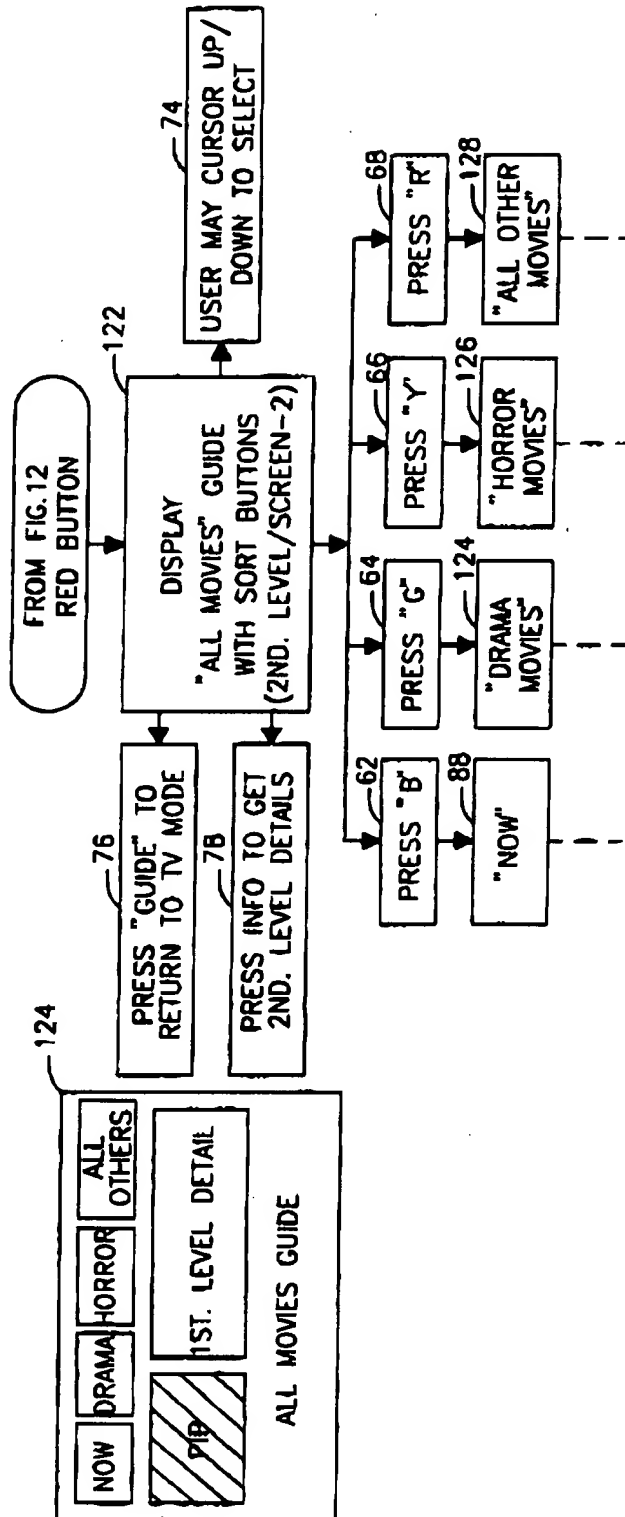 FROM FIG.12
RED BUTTON
122
DISPLAY
"ALL MOVIES" GUIDE
WITH SORT BUTTONS
(2ND. LEVEL/SCREEN-2)
74
USER MAY CURSOR UP/
DOWN TO SELECT
76
PRESS "GUIDE" TO
RETURN TO TV MODE
78
PRESS INFO TO GET
2ND. LEVEL DETAILS
124
NOW
DRAMA
HORROR
ALL
OTHERS
1ST. LEVEL DETAIL
ALL MOVIES GUIDE
62
PRESS "B"
88
"NOW"
64
PRESS "G"
124
"DRAMA
MOVIES"
66
PRESS "Y"
126
"HORROR
MOVIES"
68
PRESS "R"
128
"ALL OTHER
MOVIES"